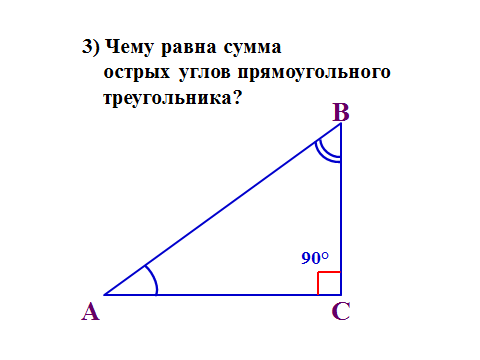 3) Чему равна сумма
острых углов прямоугольного
треугольника?
B
90°
A
C